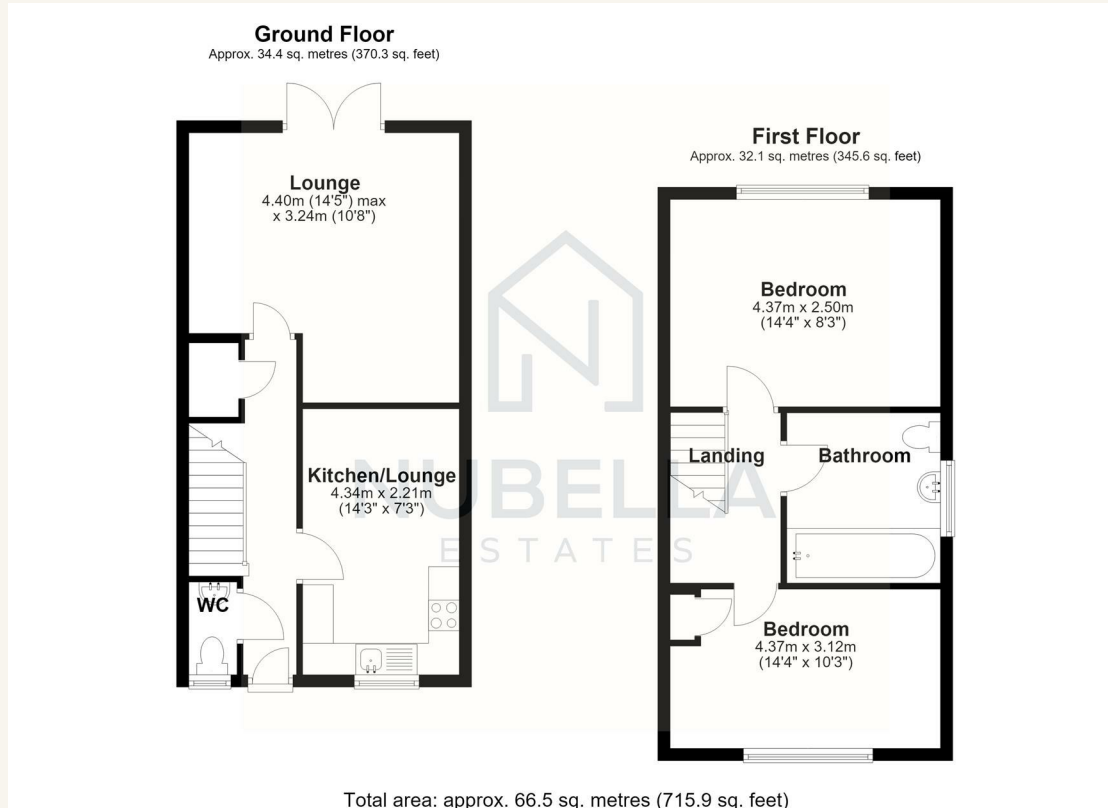 Ground Floor
Approx. 34.4 sq. metres (370.3 sq. feet)
Lounge
4.40m (14'5") max
x 3.24m (10'8")
Kitchen/Lounge
4.34m x 2.21m
(14'3" x 7'3")
WC
First Floor
Approx. 32.1 sq. metres (345.6 sq. feet)
Bedroom
4.37m x 2.50m
(14'4" x 8'3")
Landing
Bathroom
Bedroom
4.37m x 3.12m
(14'4" x 10'3")
NUBELLA
ESTATES
Total area: approx. 66.5 sq. metres (715.9 sq. feet)